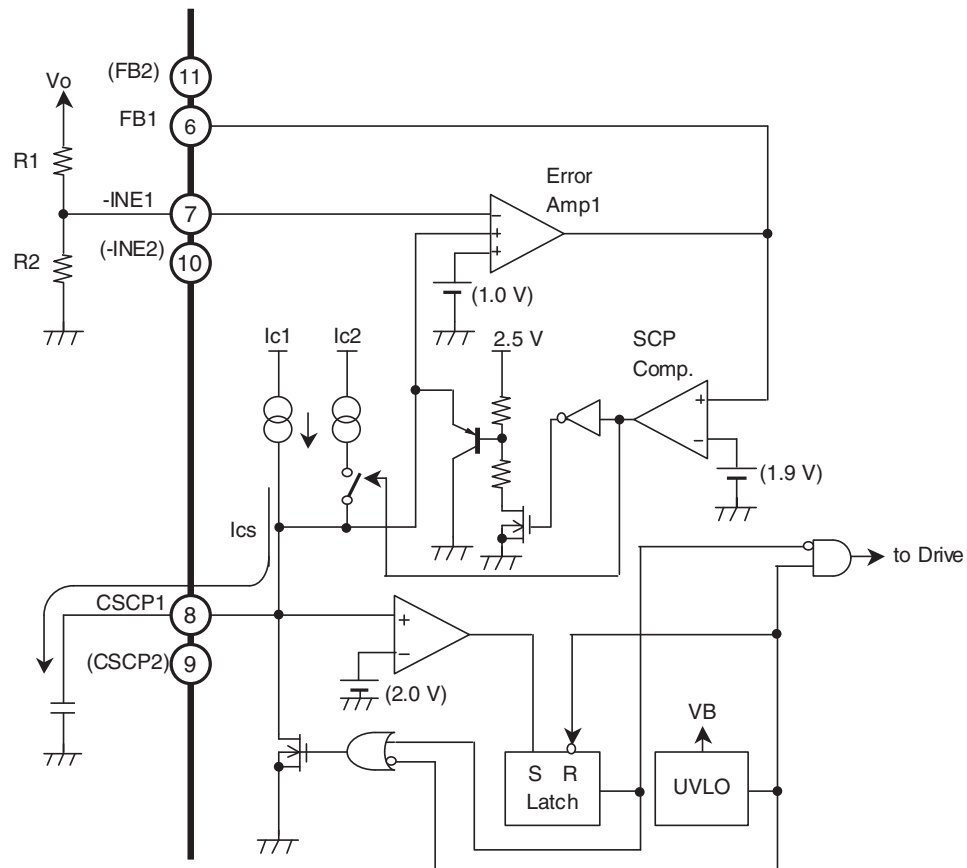 (FB2) 11
Vo
FB1 6
R1
-INE1 7
Error
Amp1
-
+
+
R2
(-INE2) 10
(1.0 V)
Ic1
Ic2
2.5 V
SCP
Comp.
+
-
(1.9 V)
Ics
to Drive
CSCP1 8
+
-
(CSCP2) 9
(2.0 V)
VB
S R
Latch
UVLO